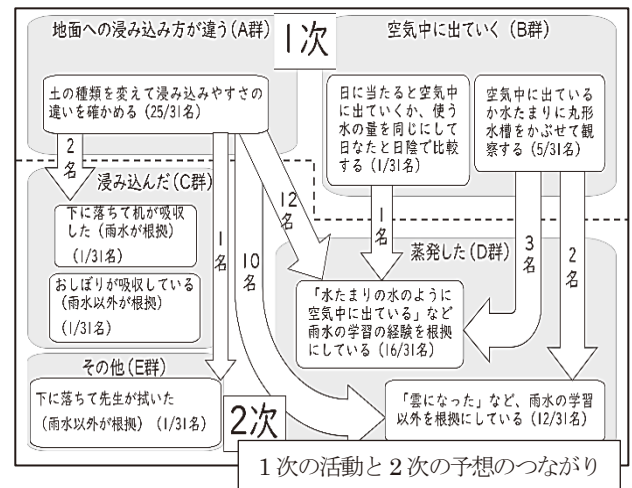 地面への浸み込み方が違う(A群)
1次
空気中に出ていく(B群)
土の種類を変えて浸み込みやすさの
違いを確かめる(25/31名)
日に当たると空気中
に出ていくか、使う
水の量を同じにして
日なたと日陰で比較
する(1/31名)
空気中に出ている
か水たまりに丸形
水槽をかぶせて観
察する(5/31名)
2名
浸み込んだ(C群)
下に落ちて机が吸収
した(雨水が根拠)
(1/31名)
おしぼりが吸収している
(雨水以外が根拠)
(1/31名)
1名
10名
12名
1名
蒸発した(D群)
3名
2名
「水たまりの水のように
空気中に出ている」など
雨水の学習の経験を根拠
にしている(16/31名)
その他(E群)
下に落ちて先生が拭いた
(雨水以外が根拠)(1/31名)
2次
「雲になった」など、雨水の学習
以外を根拠にしている(12/31名)
1次の活動と2次の予想のつながり